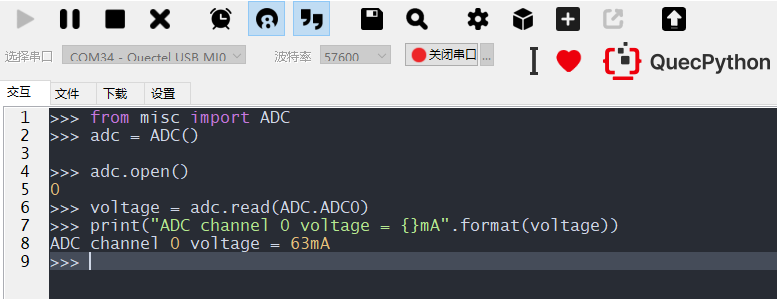 选择串口 COM34 - Quectel USB MI0 波特率 57600 关闭串口 ... QuecPython
交互 文件 下载 设置
1 >>> from misc import ADC
2 >>> adc = ADC()
3
4 >>> adc.open()
5 0
6 >>> voltage = adc.read(ADC.ADC0)
7 >>> print("ADC channel 0 voltage = {}mA".format(voltage))
8 ADC channel 0 voltage = 63mA
9 >>>